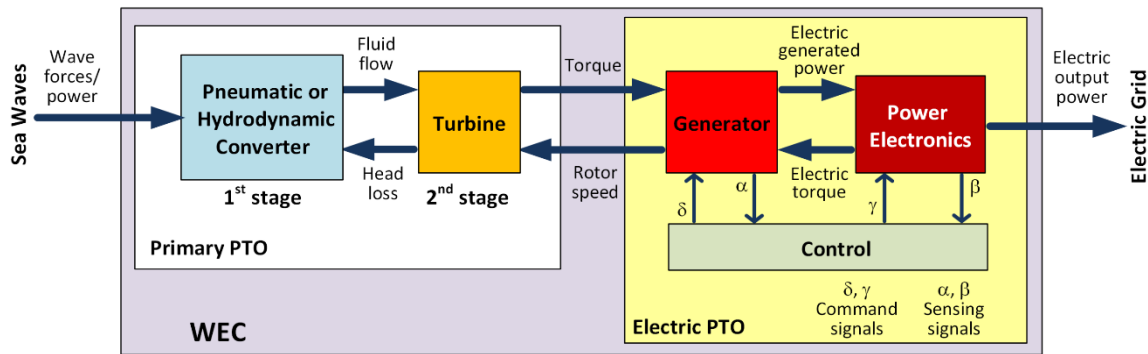 Sea Waves
Wave
forces/
power
Pneumatic or
Hydrodynamic
Converter
1st stage
Fluid
flow
Head
loss
Turbine
2nd stage
Primary PTO
Torque
Rotor
speed
Generator
Electric
generated
power
Electric
torque
Power
Electronics
δ
α
γ
β
Control
δ, γ
Command
signals
α, β
Sensing
signals
Electric PTO
WEC
Electric
output
power
Electric Grid